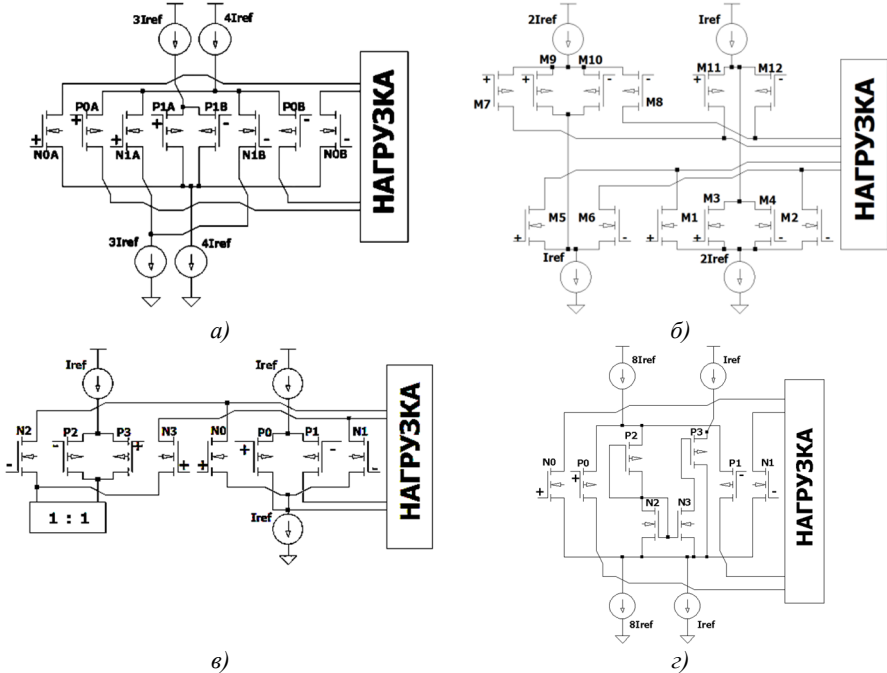 3Iref 4Iref
P0A P1A P1B P0B
+ + + + - - - -
N0A N1A N1B N0B
3Iref 4Iref
НАГРУЗКА
а)
2Iref Iref
M9 M10 M11 M12
+ + - - + -
M7 M8
M5 M6 M1 M3 M4 M2
+ - + + - -
Iref 2Iref
НАГРУЗКА
б)
Iref Iref
N2 P2 P3 N3 N0 P0 P1 N1
- - + + + + - -
1 : 1
Iref
НАГРУЗКА
в)
8Iref Iref
P2 P3
N0 P0 P1 N1
+ + - -
N2 N3
8Iref Iref
НАГРУЗКА
г)